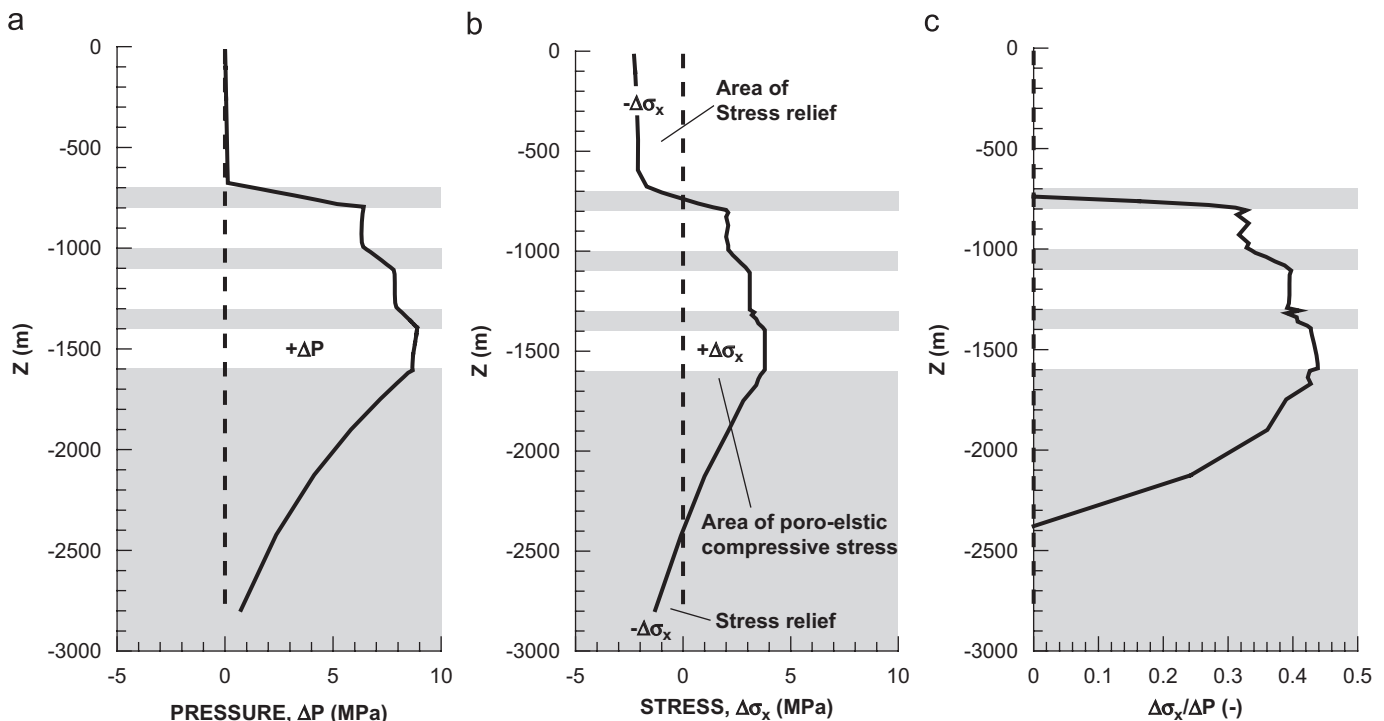 a
0
-500
-1000
-1500
-2000
-2500
-3000
Z (m)
+ΔP
-5
0
5
10
PRESSURE, ΔP (MPa)
b
0
-500
-1000
-1500
-2000
-2500
-3000
Z (m)
-Δσx
Area of
Stress relief
+Δσx
Area of poro-elstic
compressive stress
Stress relief
-Δσx
-5
0
5
10
STRESS, Δσx (MPa)
c
0
-500
-1000
-1500
-2000
-2500
-3000
Z (m)
0
0.1
0.2
0.3
0.4
0.5
Δσx/ΔP (-)